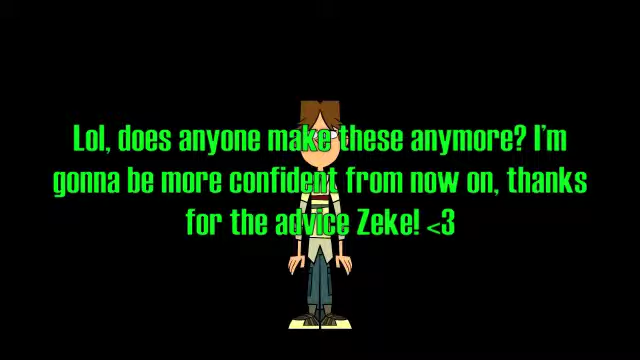 Lol, does anyone make these anymore? I'm
gonna be more confident from now on, thanks
for the advice Zeke! <3